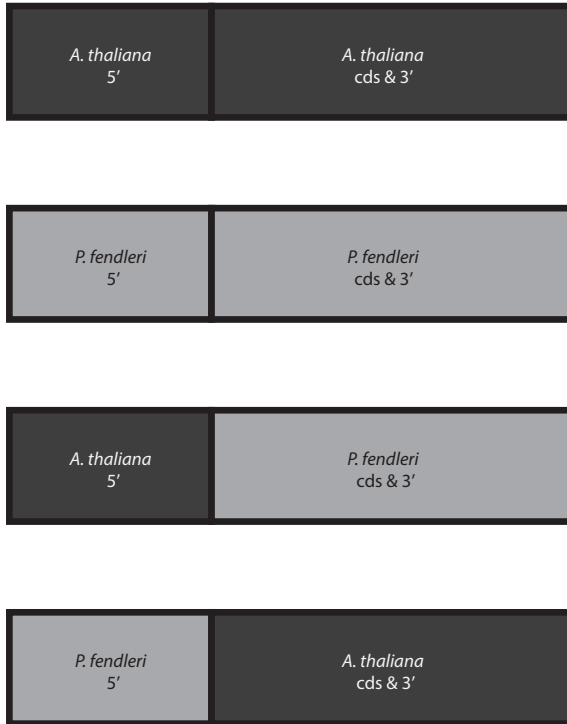 A. thaliana A. thaliana
5′ cds & 3′
P. fendleri P. fendleri
5′ cds & 3′
A. thaliana P. fendleri
5′ cds & 3′
P. fendleri A. thaliana
5′ cds & 3′